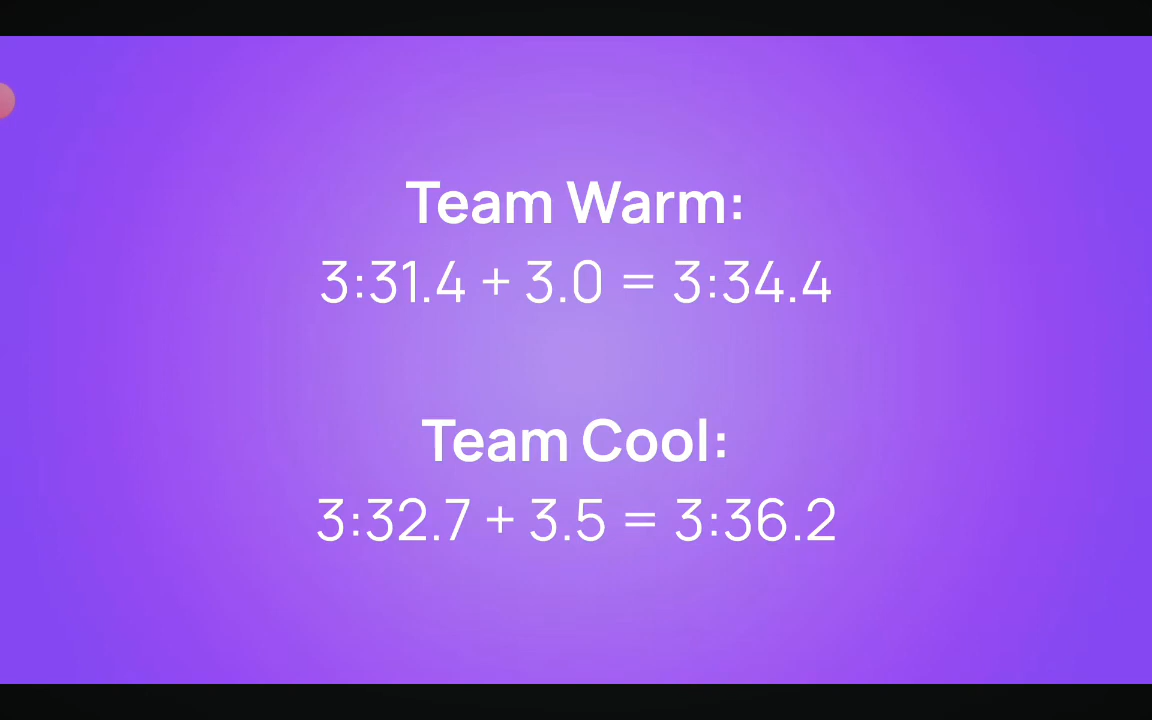 Team Warm:
3:31.4 + 3.0 = 3:34.4
Team Cool:
3:32.7 + 3.5 = 3:36.2